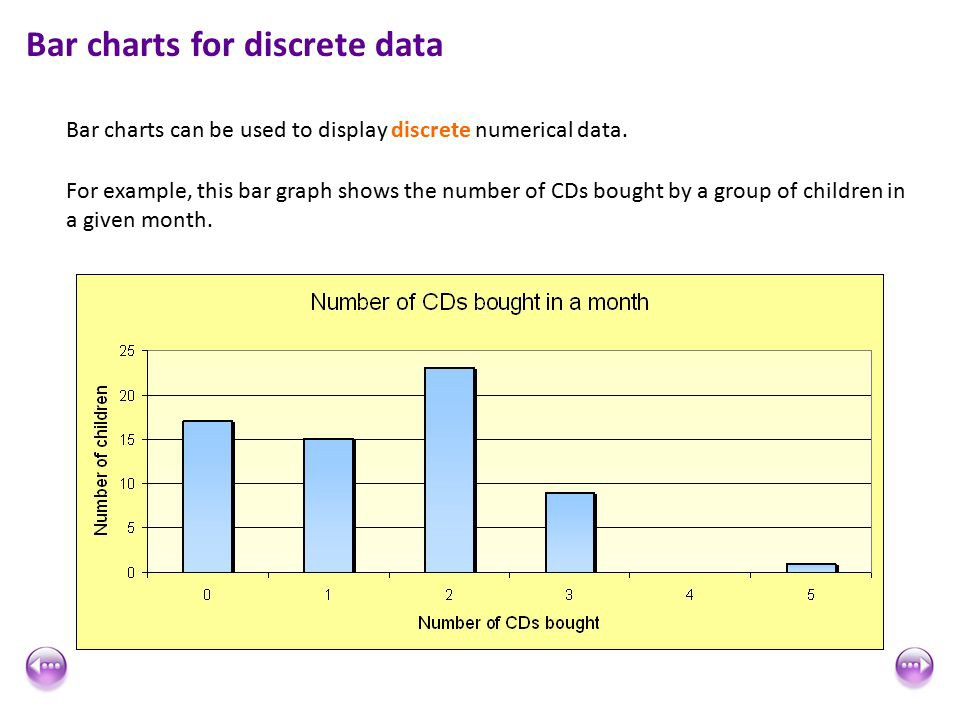 Bar charts for discrete data
Bar charts can be used to display discrete numerical data.
For example, this bar graph shows the number of CDs bought by a group of children in
a given month.
Number of CDs bought in a month
Number of children
25
20
15
10
5
0
0 1 2 3 4 5
Number of CDs bought